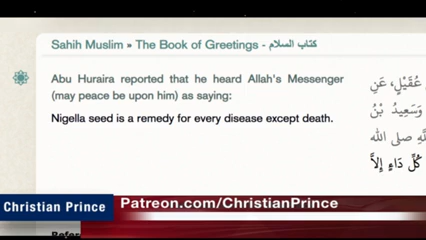 Sahih Muslim » The Book of Greetings - كتاب السلام
Abu Huraira reported that he heard Allah's Messenger
(may peace be upon him) as saying:
Nigella seed is a remedy for every disease except death.
عُقَيْلٍ، عَنِ
وَسَعِيدُ بْنُ
صلى الله
كُلِّ دَاءٍ إِلاَّ
Christian Prince
Patreon.com/ChristianPrince